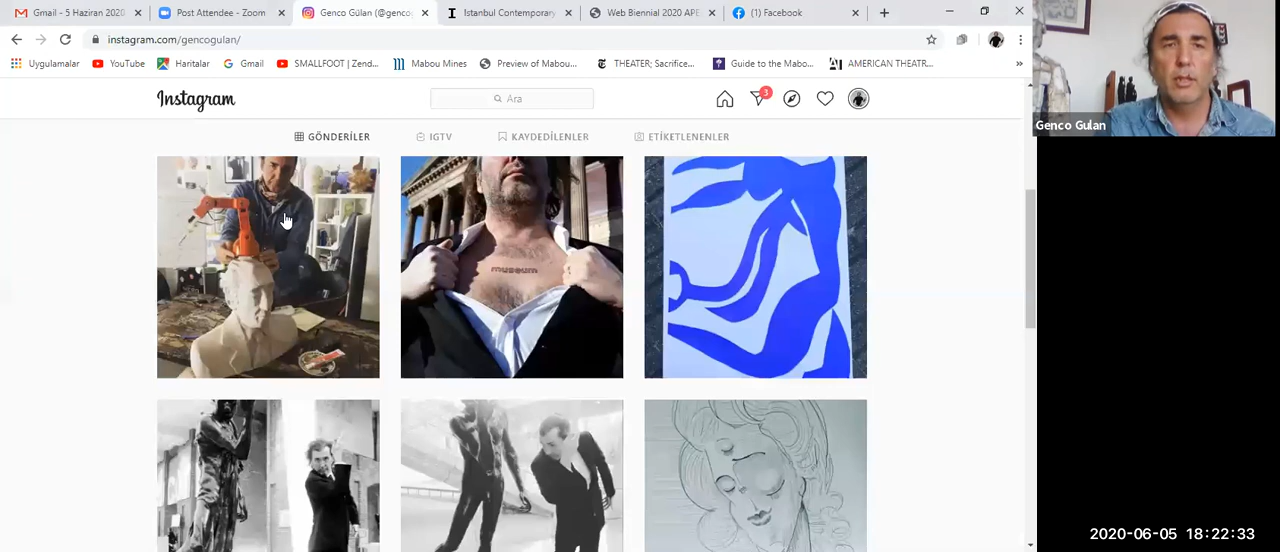 Gmail - 5 Haziran 2020
Post Attendee - Zoom
Genco Gülan (@genco
Istanbul Contemporary
Web Biennial 2020 APE
(1) Facebook
instagram.com/gencogulan/
Uygulamalar
YouTube
Haritalar
Gmail
SMALLFOOT | Zend...
Mabou Mines
Preview of Mabou...
THEATER; Sacrifice...
Guide to the Mabo...
AMERICAN THEATR...
»
Instagram
Ara
3
GÖNDERİLER
IGTV
KAYDEDİLENLER
ETİKETLENENLER
museum
Genco Gulan
2020-06-05 18:22:33